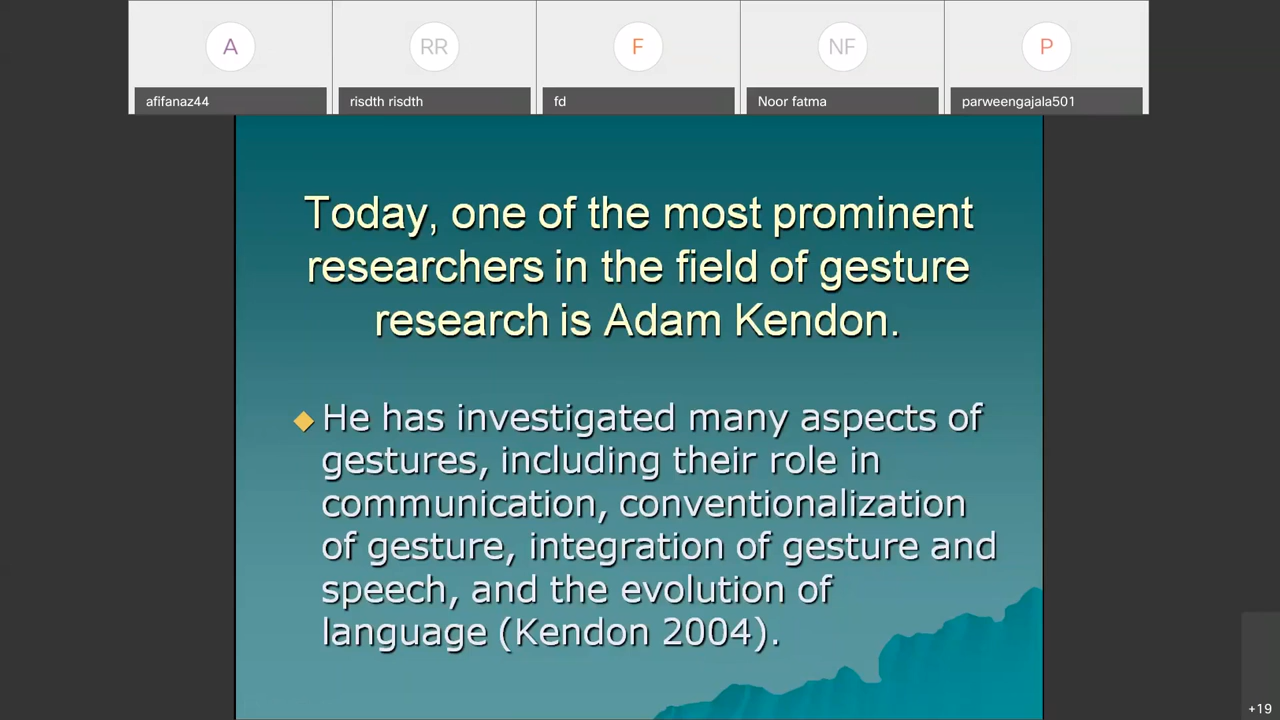 A
RR
F
NF
P
afifanaz44
risdth risdth
fd
Noor fatma
parweengajala501
Today, one of the most prominent
researchers in the field of gesture
research is Adam Kendon.
He has investigated many aspects of
gestures, including their role in
communication, conventionalization
of gesture, integration of gesture and
speech, and the evolution of
language (Kendon 2004).
+19